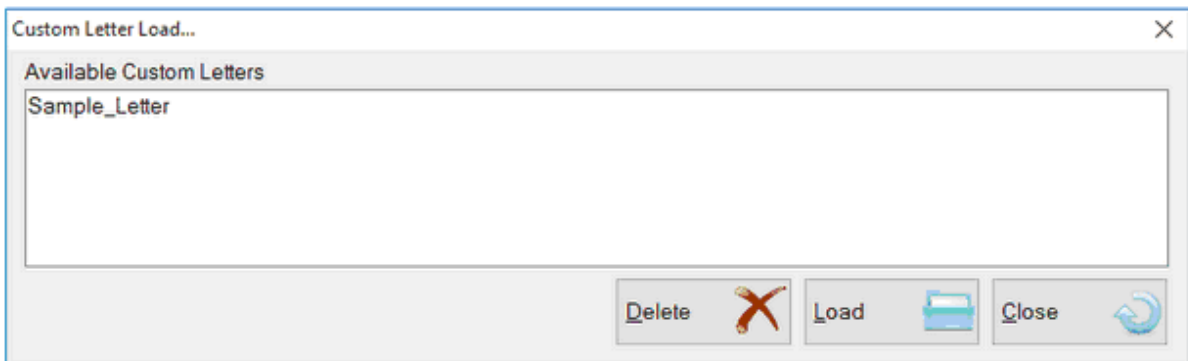 Custom Letter Load...
Available Custom Letters
Sample_Letter
Delete Load Close